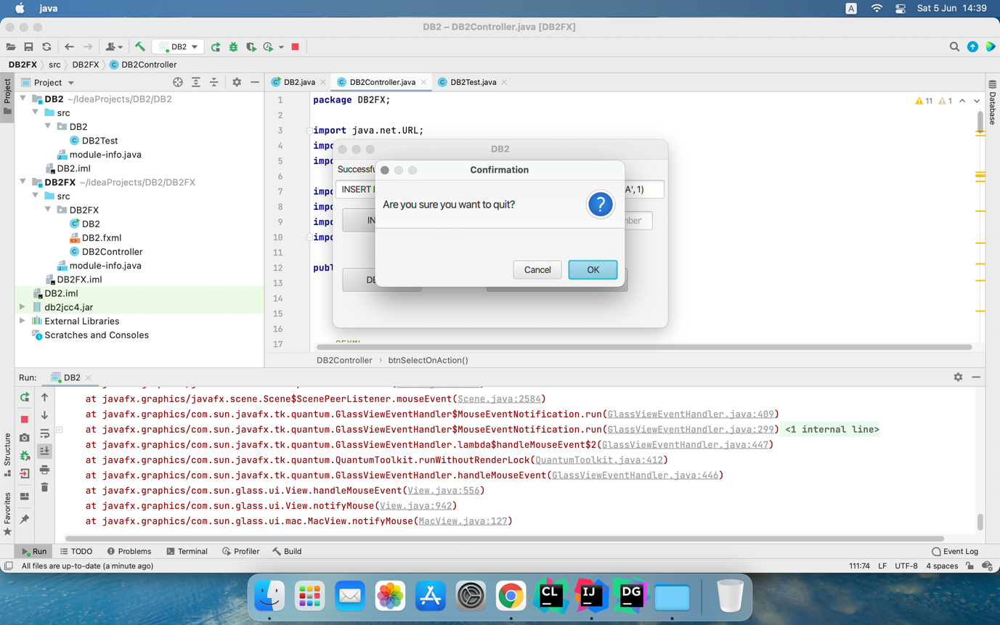 java
A
Sat 5 Jun 14:39
DB2 – DB2Controller.java [DB2FX]
DB2
DB2FX 〉 src 〉 DB2FX 〉 C DB2Controller
Project
Project
DB2 ~/IdeaProjects/DB2/DB2
src
DB2
C DB2Test
module-info.java
DB2.iml
DB2FX ~/IdeaProjects/DB2/DB2FX
src
DB2FX
C DB2
DB2.fxml
C DB2Controller
module-info.java
DB2FX.iml
DB2.iml
db2jcc4.jar
External Libraries
Scratches and Consoles
C DB2.java
C DB2Controller.java
C DB2Test.java
11 1
Database
1 package DB2FX;
2
3 import java.net.URL;
4 impo
5 impo
6
7 impo
8 impo
9 impo
10 impo
11
12 publ
13
14
15
16
17
DB2
Successfu
INSERT
A', 1)
IN
mber
DE
Confirmation
Are you sure you want to quit?
?
Cancel
OK
DB2Controller › btnSelectOnAction()
Run: DB2
at javafx.graphics/javafx.scene.Scene$ScenePeerListener.mouseEvent(Scene.java:2584)
at javafx.graphics/com.sun.javafx.tk.quantum.GlassViewEventHandler$MouseEventNotification.run(GlassViewEventHandler.java:409)
at javafx.graphics/com.sun.javafx.tk.quantum.GlassViewEventHandler$MouseEventNotification.run(GlassViewEventHandler.java:299) <1 internal line>
at javafx.graphics/com.sun.javafx.tk.quantum.GlassViewEventHandler.lambda$handleMouseEvent$2(GlassViewEventHandler.java:447)
at javafx.graphics/com.sun.javafx.tk.quantum.QuantumToolkit.runWithoutRenderLock(QuantumToolkit.java:412)
at javafx.graphics/com.sun.javafx.tk.quantum.GlassViewEventHandler.handleMouseEvent(GlassViewEventHandler.java:446)
at javafx.graphics/com.sun.glass.ui.View.handleMouseEvent(View.java:556)
at javafx.graphics/com.sun.glass.ui.View.notifyMouse(View.java:942)
at javafx.graphics/com.sun.glass.ui.mac.MacView.notifyMouse(MacView.java:127)
Structure
Favorites
Run
TODO
Problems
Terminal
Profiler
Build
Event Log
All files are up-to-date (a minute ago)
111:74 LF UTF-8 4 spaces
CL
IJ
DG